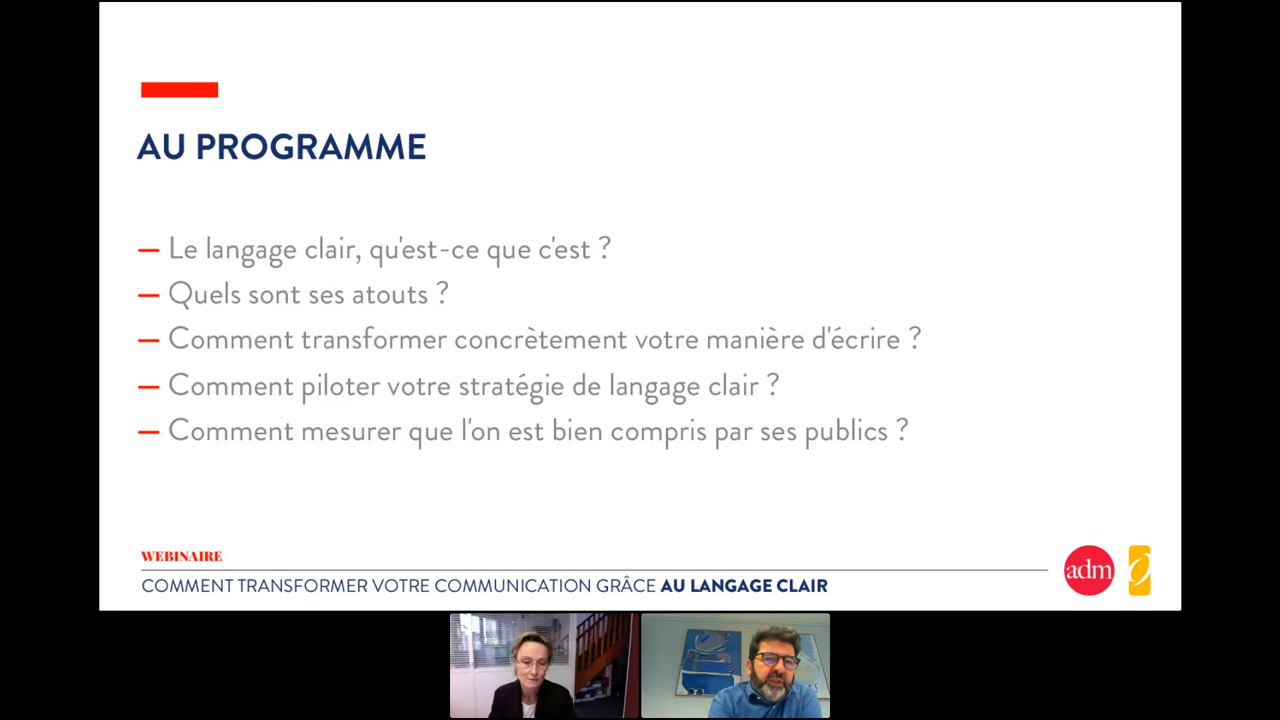 AU PROGRAMME
— Le langage clair, qu'est-ce que c'est ?
— Quels sont ses atouts ?
— Comment transformer concrètement votre manière d'écrire ?
— Comment piloter votre stratégie de langage clair ?
— Comment mesurer que l'on est bien compris par ses publics ?
WEBINAIRE
COMMENT TRANSFORMER VOTRE COMMUNICATION GRÂCE AU LANGAGE CLAIR
adm